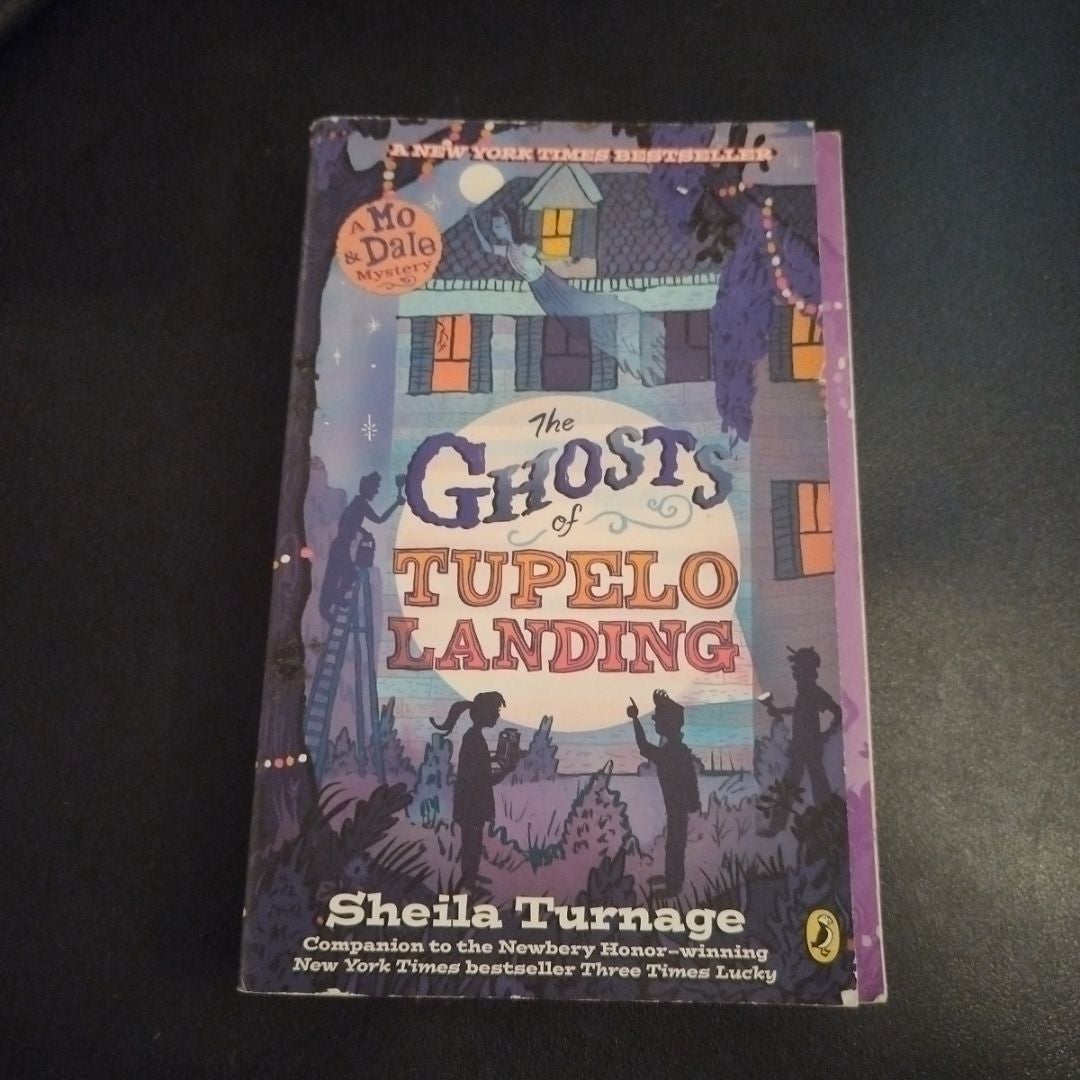 A NEW YORK TIMES BESTSELLER
A Mo
& Dale
Mystery
The
GHOSTS
of
TUPELO
LANDING
Sheila Turnage
Companion to the Newbery Honor–winning
New York Times bestseller Three Times Lucky